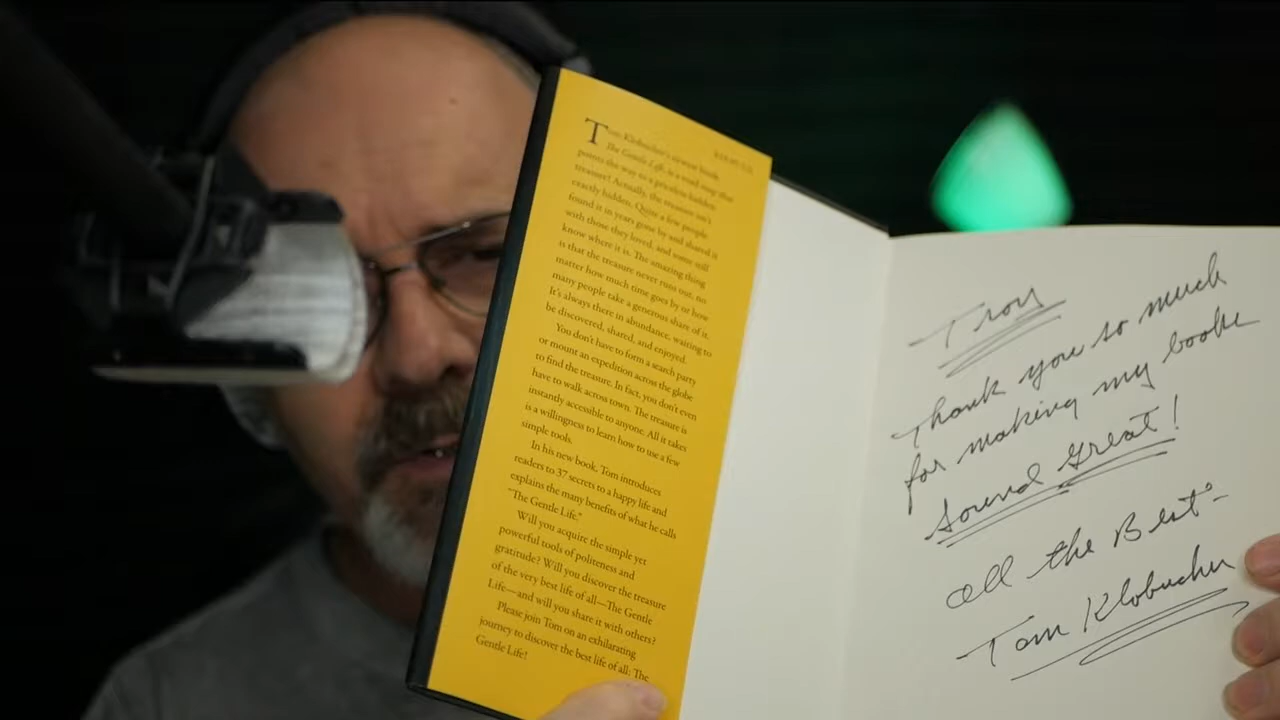 Tom Klobucher's newest book,
The Gentle Life, is a road map that
points the way to a priceless hidden
treasure! Actually, the treasure isn't
exactly hidden. Quite a few people
found it in years gone by and shared it
with those they loved, and some still
know where it is. The amazing thing
is that the treasure never runs out, no
matter how much time goes by or how
many people take a generous share of it.
It's always there in abundance, waiting to
be discovered, shared, and enjoyed.
You don't have to form a search party
or mount an expedition across the globe
to find the treasure. In fact, you don't even
have to walk across town. The treasure is
instantly accessible to anyone. All it takes
is a willingness to learn how to use a few
simple tools.
In his new book, Tom introduces
readers to 37 secrets to a happy life and
explains the many benefits of what he calls
"The Gentle Life."
Will you acquire the simple yet
powerful tools of politeness and
gratitude? Will you discover the treasure
of the very best life of all—The Gentle
Life—and will you share it with others?
Please join Tom on an exhilarating
journey to discover the best life of all: The
Gentle Life!
Troy
Thank you so much
for making my booke
Sound Great!
all the Best-
Tom Klobucher